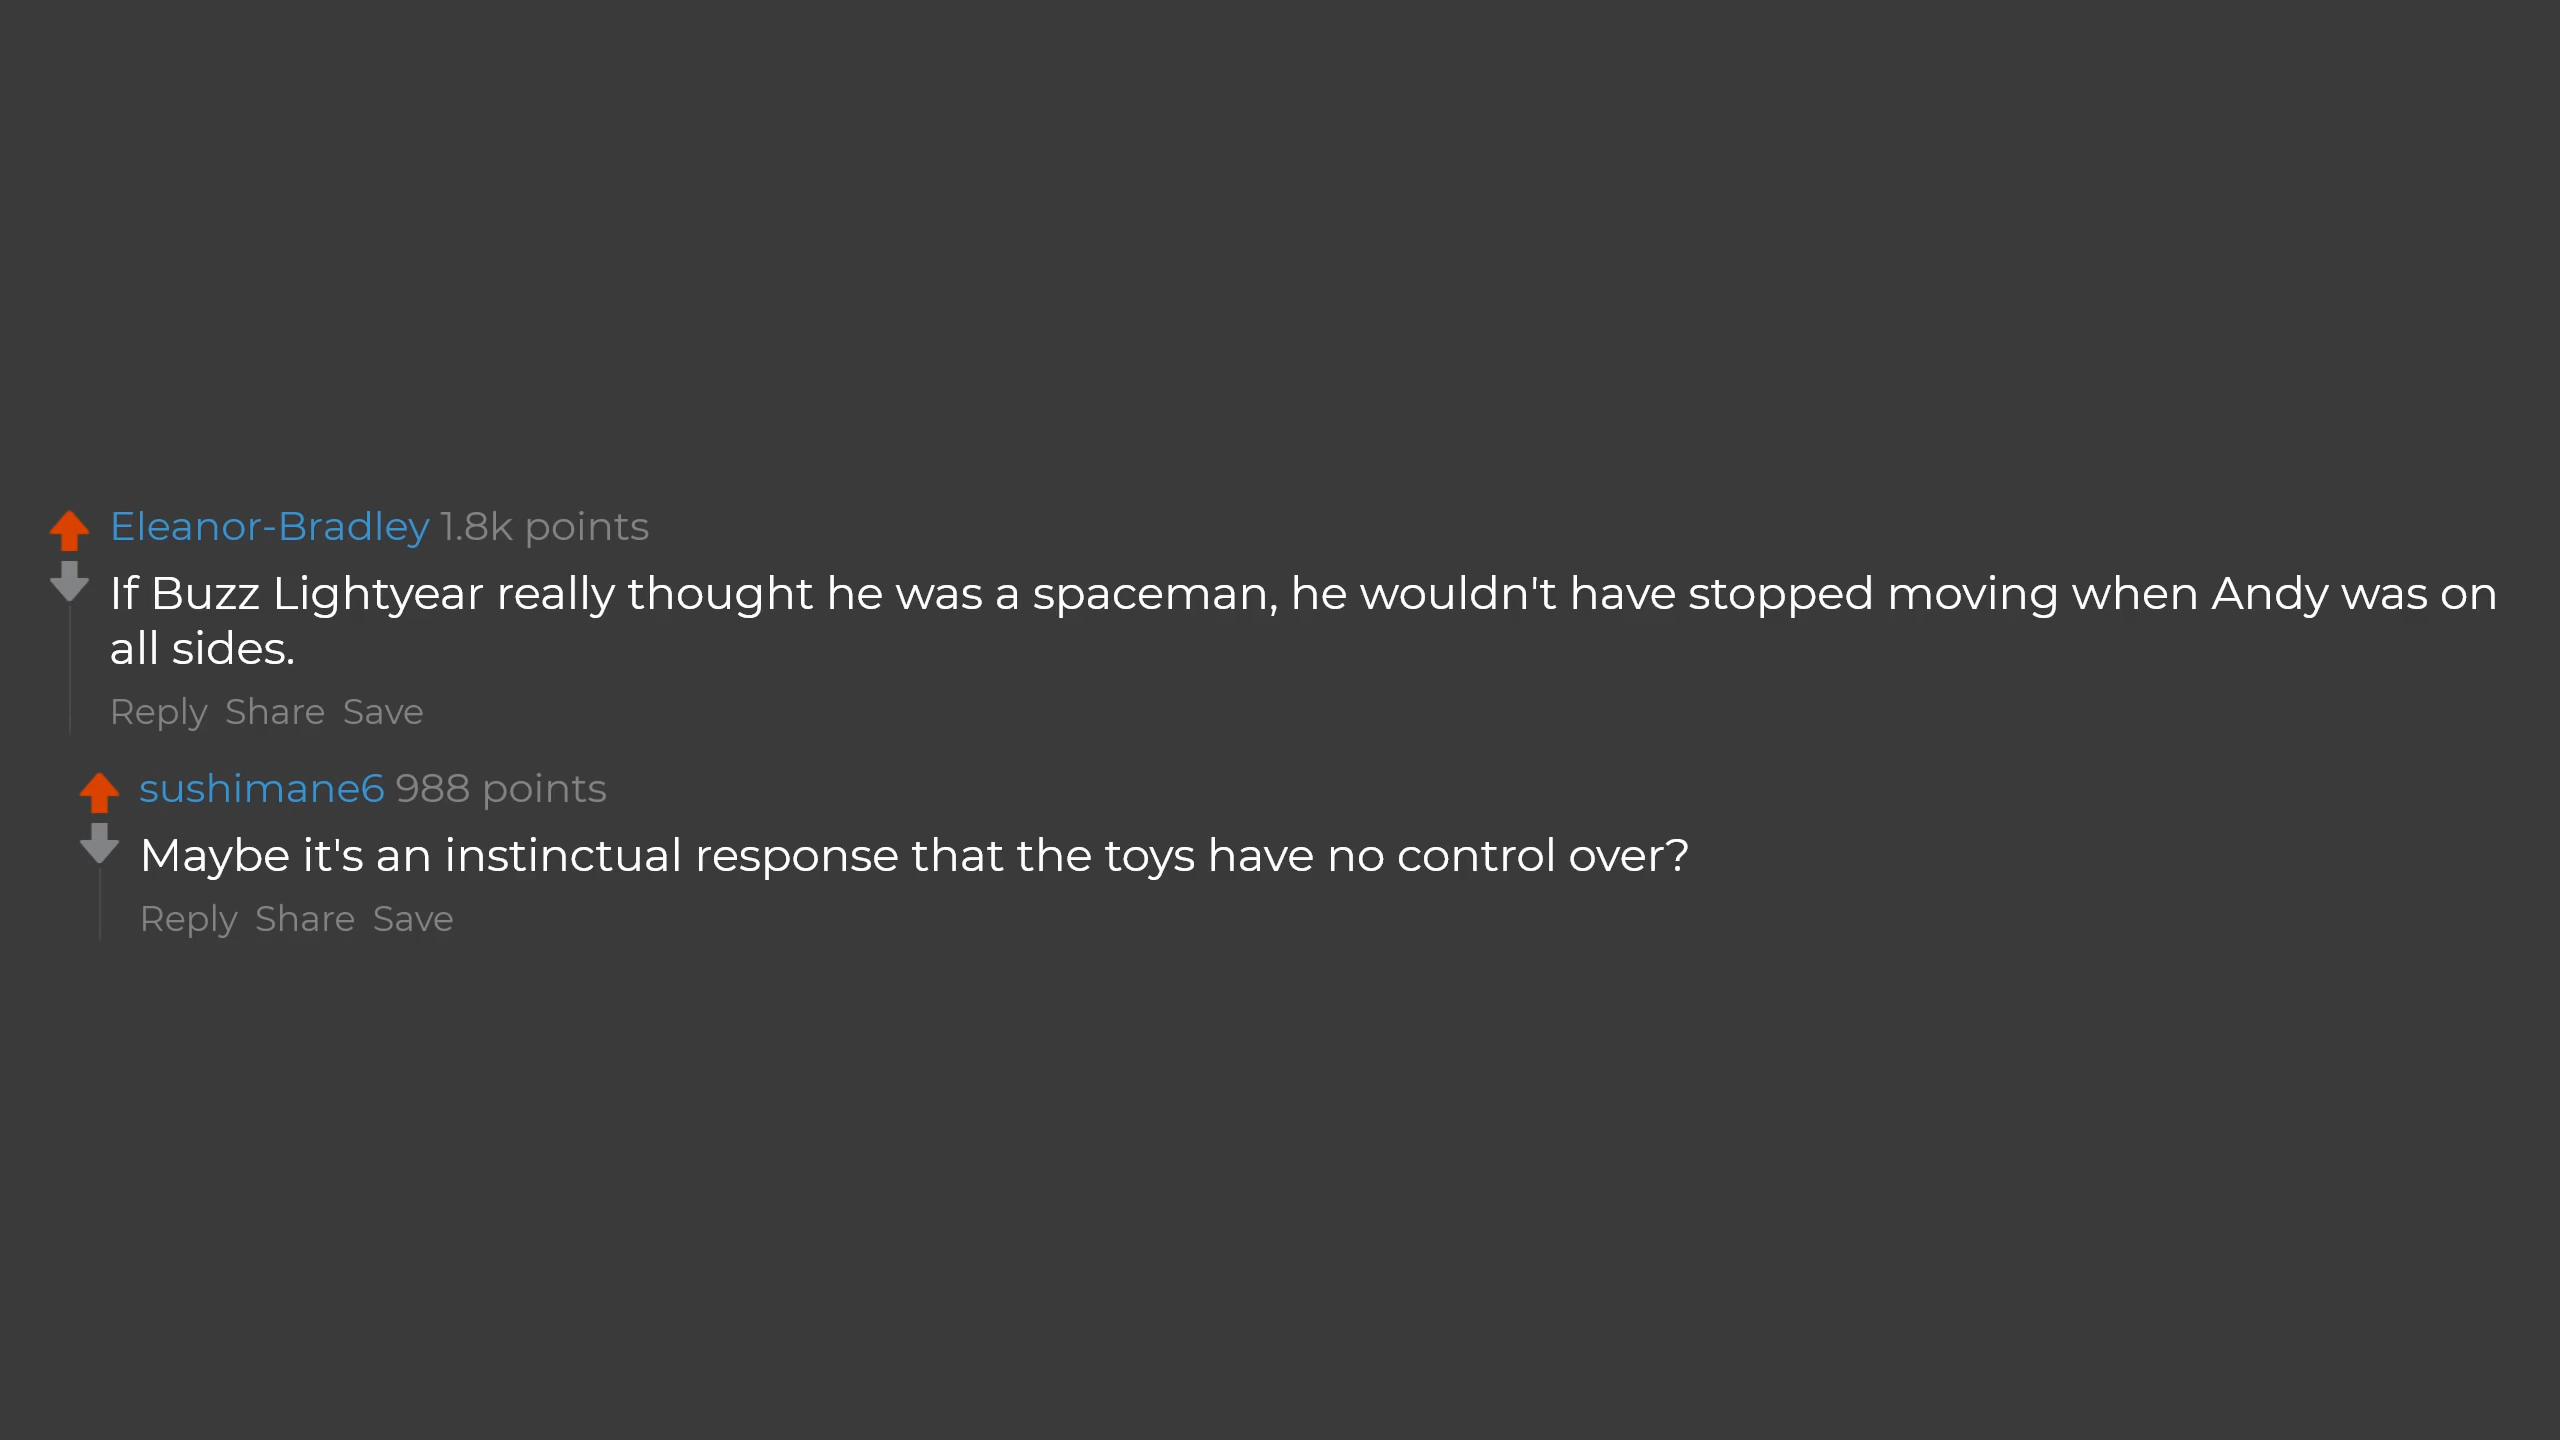 Eleanor-Bradley 1.8k points
If Buzz Lightyear really thought he was a spaceman, he wouldn't have stopped moving when Andy was on
all sides.
Reply Share Save
sushimane6 988 points
Maybe it's an instinctual response that the toys have no control over?
Reply Share Save